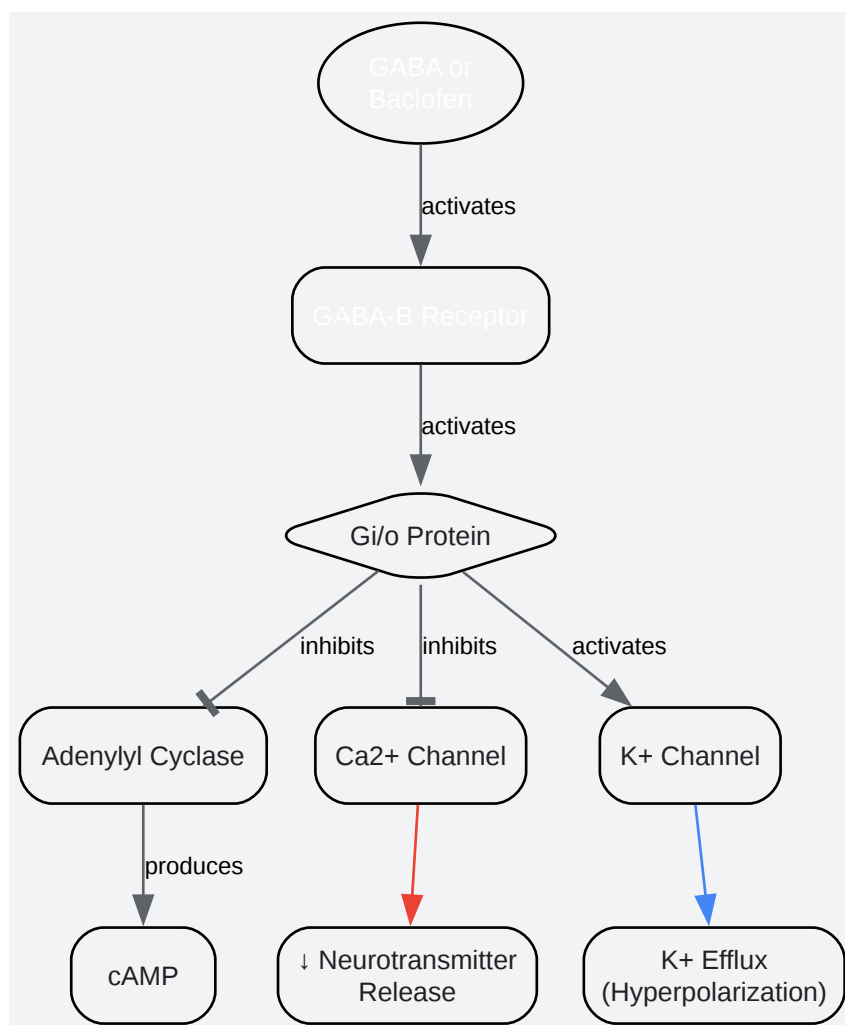 GABA or
Baclofen
activates
GABA-B Receptor
activates
Gi/o Protein
inhibits
inhibits
activates
Adenylyl Cyclase
Ca2+ Channel
K+ Channel
produces
cAMP
↓ Neurotransmitter
Release
K+ Efflux
(Hyperpolarization)